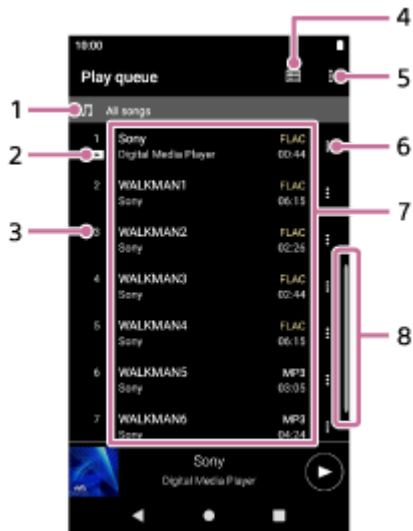 4
10:00
Play queue
5
1
All songs
1
Sony
FLAC
6
2
Digital Media Player
00:44
2
WALKMAN1
FLAC
Sony
06:15
7
3
3
WALKMAN2
FLAC
Sony
02:26
4
WALKMAN3
FLAC
Sony
02:44
8
5
WALKMAN4
FLAC
Sony
06:15
6
WALKMAN5
MP3
Sony
03:05
7
WALKMAN6
MP3
Sony
04:24
Sony
Digital Media Player